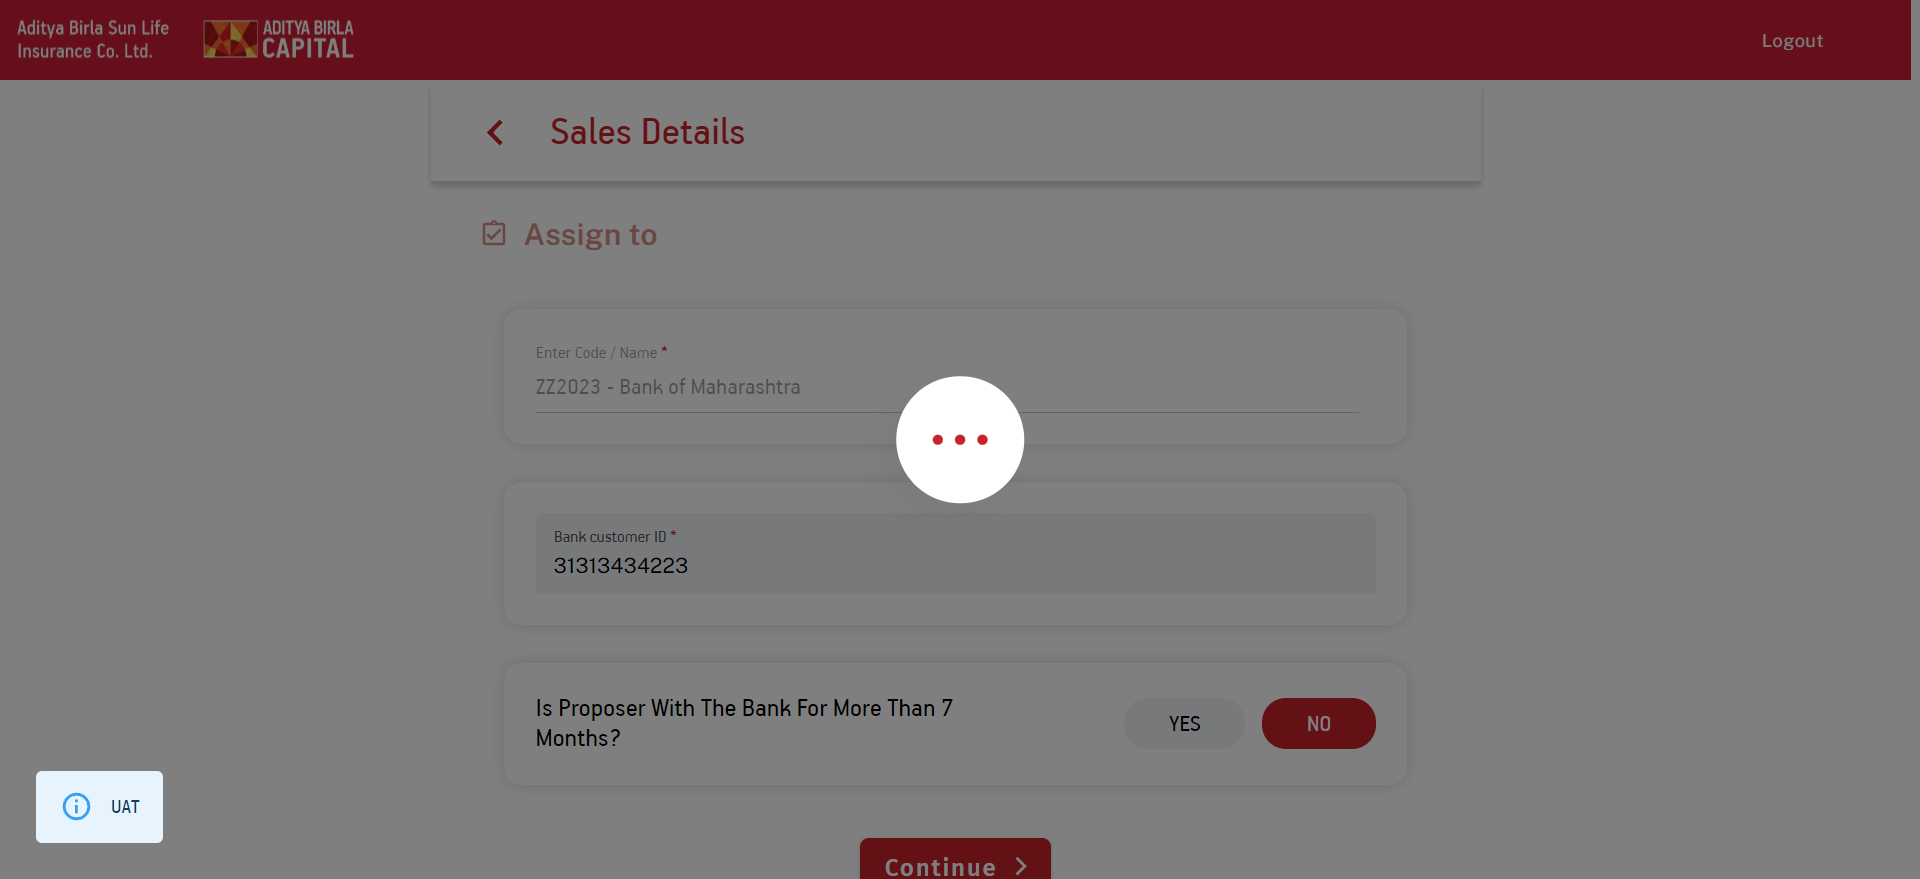 Aditya Birla Sun Life
Insurance Co. Ltd.
ADITYA BIRLA
CAPITAL
Logout
Sales Details
Assign to
Enter Code / Name *
ZZ2023 - Bank of Maharashtra
Bank customer ID *
31313434223
Is Proposer With The Bank For More Than 7
Months?
YES
NO
UAT
Continue